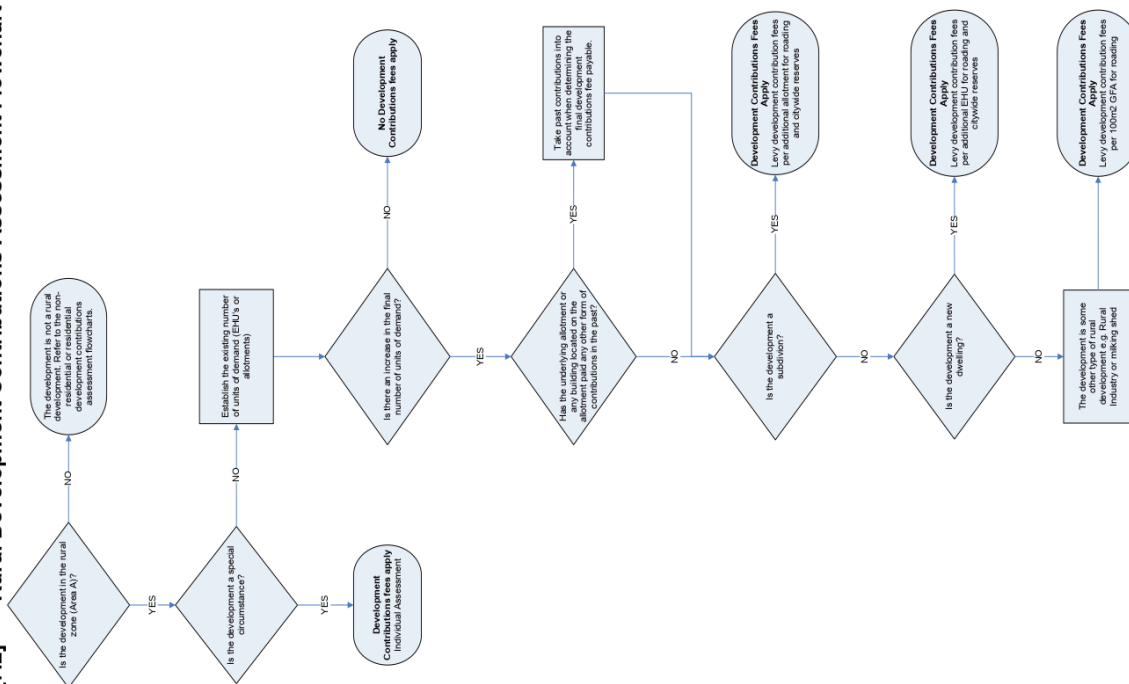 Rural Development Contributions Assessment Flowchart
Is the development in the rural
zone (Area A)?
NO
The development is not a rural
development. Refer to the non-
residential or residential
development contributions
assessment flowcharts.
YES
Is the development a special
circumstance?
NO
Establish the existing number
of units of demand (EHU's or
allotments)
YES
Development
Contributions fees apply
Individual Assessment
Is there an increase in the final
number of units of demand?
NO
No Development
Contributions fees apply
YES
Has the underlying allotment or
any building located on the
allotment paid any other form of
contributions in the past?
YES
Take past contributions into
account when determining the
final development
contributions fee payable.
NO
Is the development a
subdivion?
YES
Development Contributions Fees
Apply
Levy development contribution fees
per additional allotment for roading
and citywide reserves
NO
Is the development a new
dwelling?
YES
Development Contributions Fees
Apply
Levy development contribution fees
per additional EHU for roading and
citywide reserves
NO
The development is some
other type of rural
development e.g. Rural
Industry or milking shed
Development Contributions Fees
Apply
Levy development contribution fees
per 100m2 GFA for roading